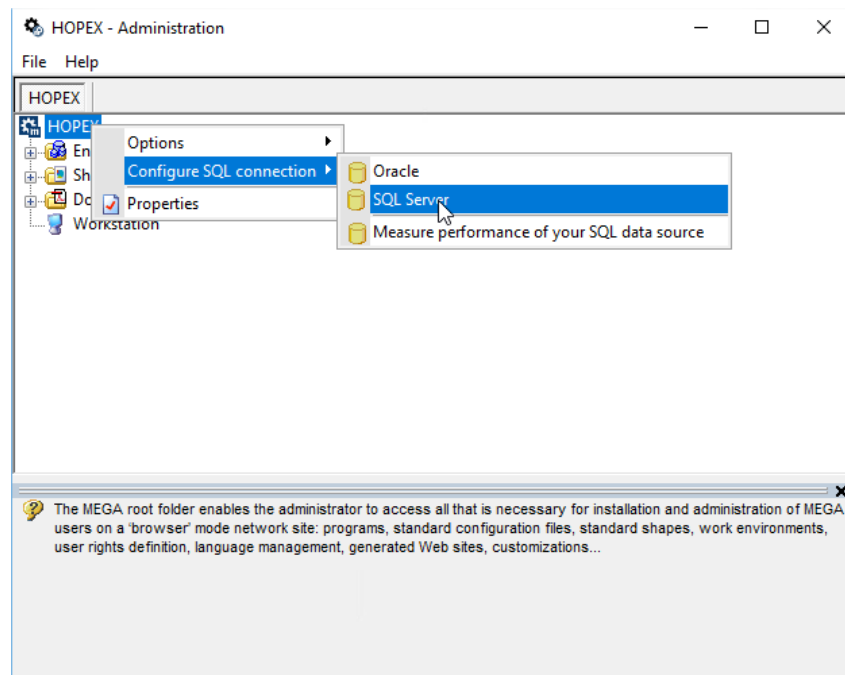 HOPEX - Administration
File Help
HOPEX
HOPEX
Options
En
Configure SQL connection
Oracle
Sh
SQL Server
Do
Properties
Workstation
Measure performance of your SQL data source
The MEGA root folder enables the administrator to access all that is necessary for installation and administration of MEGA
users on a 'browser' mode network site: programs, standard configuration files, standard shapes, work environments,
user rights definition, language management, generated Web sites, customizations...